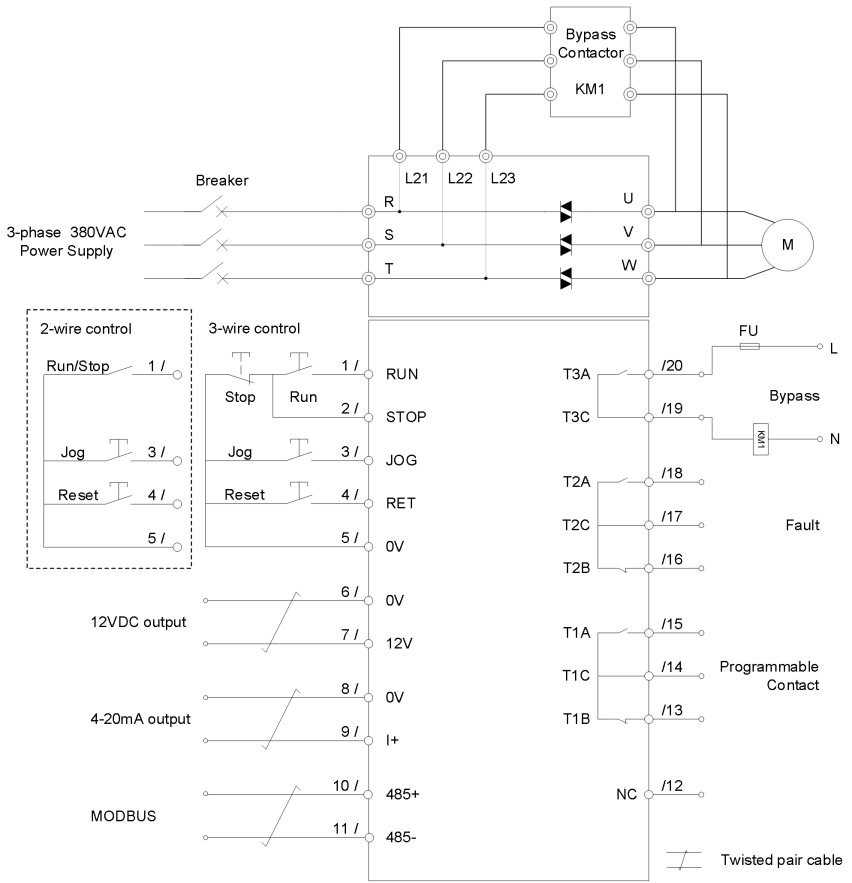 Bypass
Contactor
KM1
L21
L22
L23
Breaker
3-phase 380VAC
Power Supply
R
S
T
U
V
W
M
2-wire control
Run/Stop
1 /
Jog
3 /
Reset
4 /
5 /
3-wire control
Stop
Run
1 /
RUN
2 /
STOP
Jog
3 /
JOG
Reset
4 /
RET
5 /
0V
12VDC output
6 /
0V
7 /
12V
4-20mA output
8 /
0V
9 /
I+
MODBUS
10 /
485+
11 /
485-
T3A
/20
FU
L
Bypass
T3C
/19
KM1
N
T2A
/18
T2C
/17
Fault
T2B
/16
T1A
/15
T1C
/14
Programmable
Contact
T1B
/13
NC
/12
Twisted pair cable